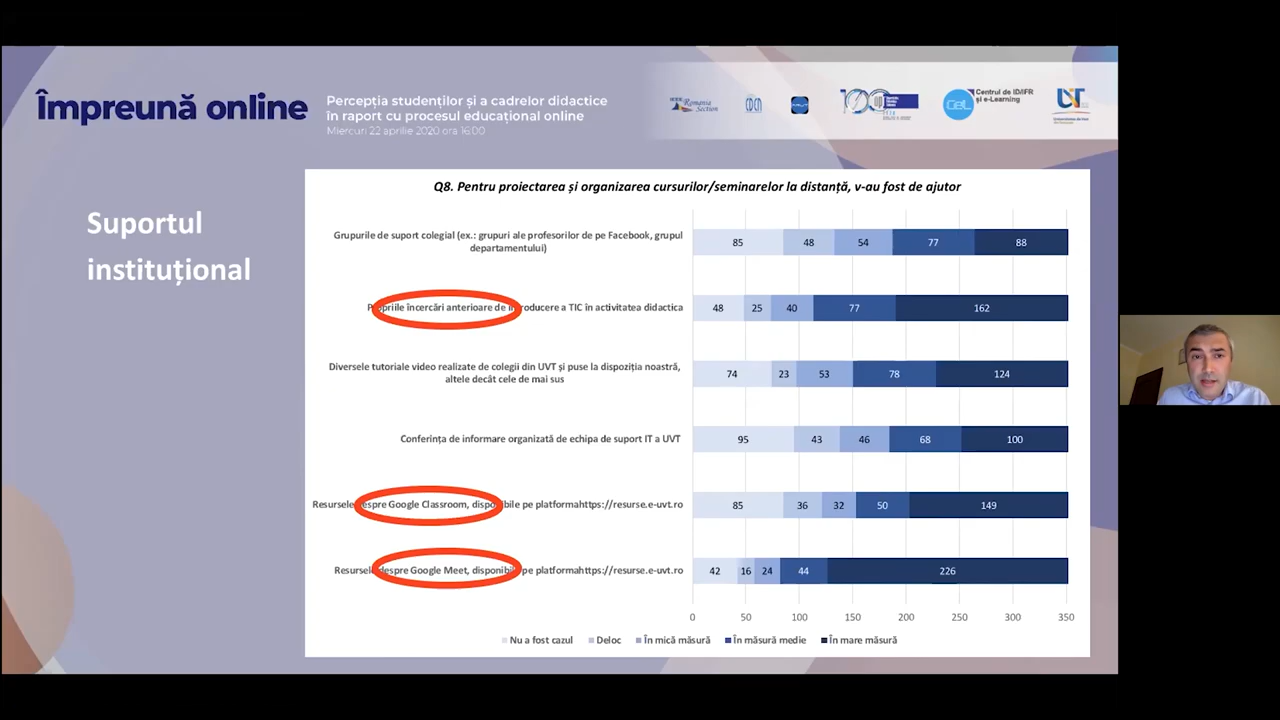 Împreună online
Percepția studenților și a cadrelor didactice
în raport cu procesul educațional online
Miercuri 22 aprilie 2020 ora 16:00
Romania
Section
Centrul de ID/IFR
și e-Learning
Suportul
instituțional
Q8. Pentru proiectarea și organizarea cursurilor/seminarelor la distanță, v-au fost de ajutor
Grupurile de suport colegial (ex.: grupuri ale profesorilor de pe Facebook, grupul
departamentului)
85 48 54 77 88
Propriile încercări anterioare de introducere a TIC în activitatea didactica
48 25 40 77 162
Diversele tutoriale video realizate de colegii din UVT și puse la dispoziția noastră,
altele decât cele de mai sus
74 23 53 78 124
Conferința de informare organizată de echipa de suport IT a UVT
95 43 46 68 100
Resursele despre Google Classroom, disponibile pe platformahttps://resurse.e-uvt.ro
85 36 32 50 149
Resursele despre Google Meet, disponibile pe platformahttps://resurse.e-uvt.ro
42 16 24 44 226
0 50 100 150 200 250 300 350
Nu a fost cazul Deloc În mică măsură În măsură medie În mare măsură